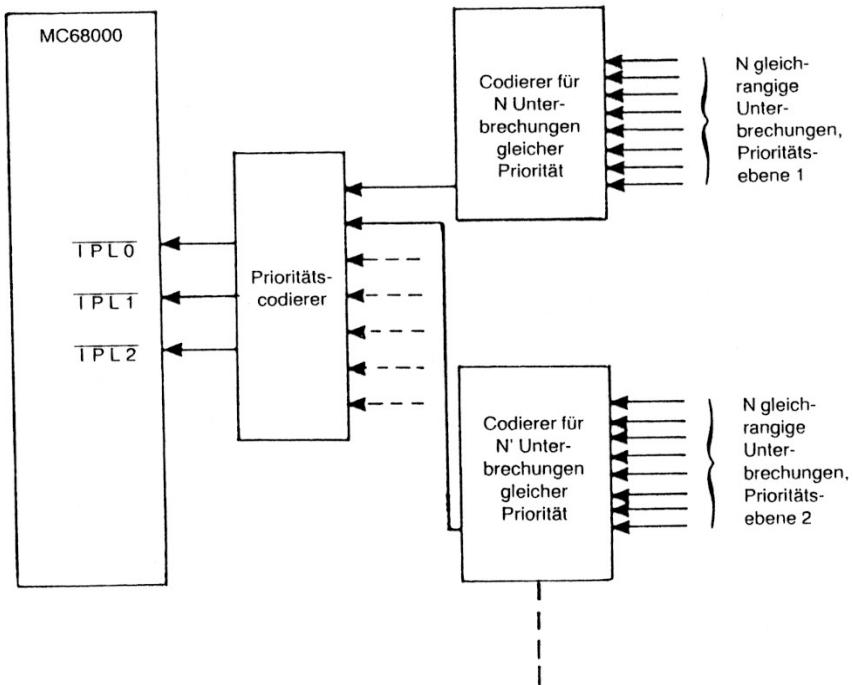 MC68000
IPL0
IPL1
IPL2
Prioritäts-
codierer
Codierer für
N Unter-
brechungen
gleicher
Priorität
N gleich-
rangige
Unter-
brechungen,
Prioritäts-
ebene 1
Codierer für
N' Unter-
brechungen
gleicher
Priorität
N gleich-
rangige
Unter-
brechungen,
Prioritäts-
ebene 2